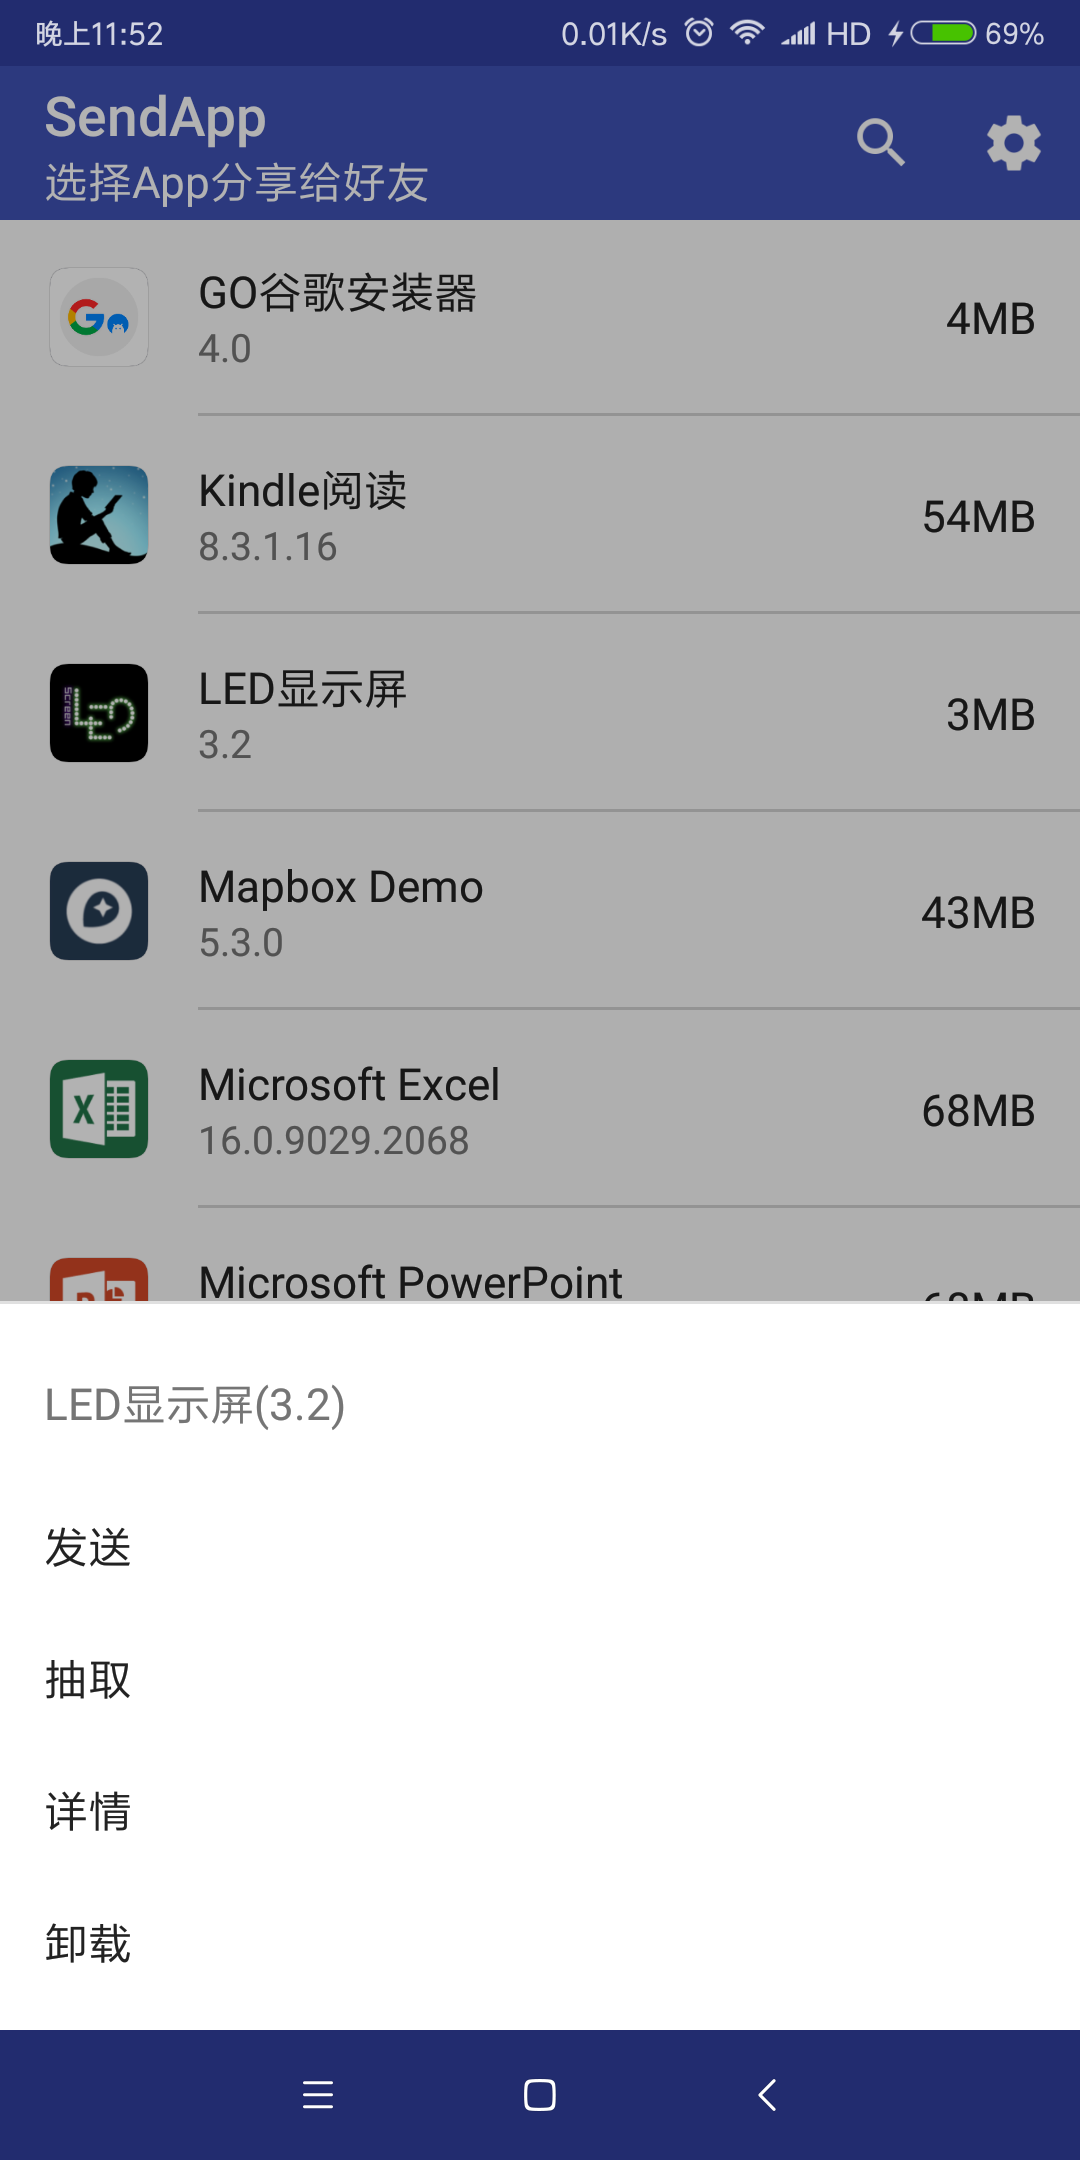 晚上11:52 0.01K/s HD 69%
SendApp
选择App分享给好友
GO谷歌安装器
4.0
4MB
Kindle阅读
8.3.1.16
54MB
screen
LED显示屏
3.2
3MB
Mapbox Demo
5.3.0
43MB
Microsoft Excel
16.0.9029.2068
68MB
Microsoft PowerPoint
LED显示屏(3.2)
发送
抽取
详情
卸载